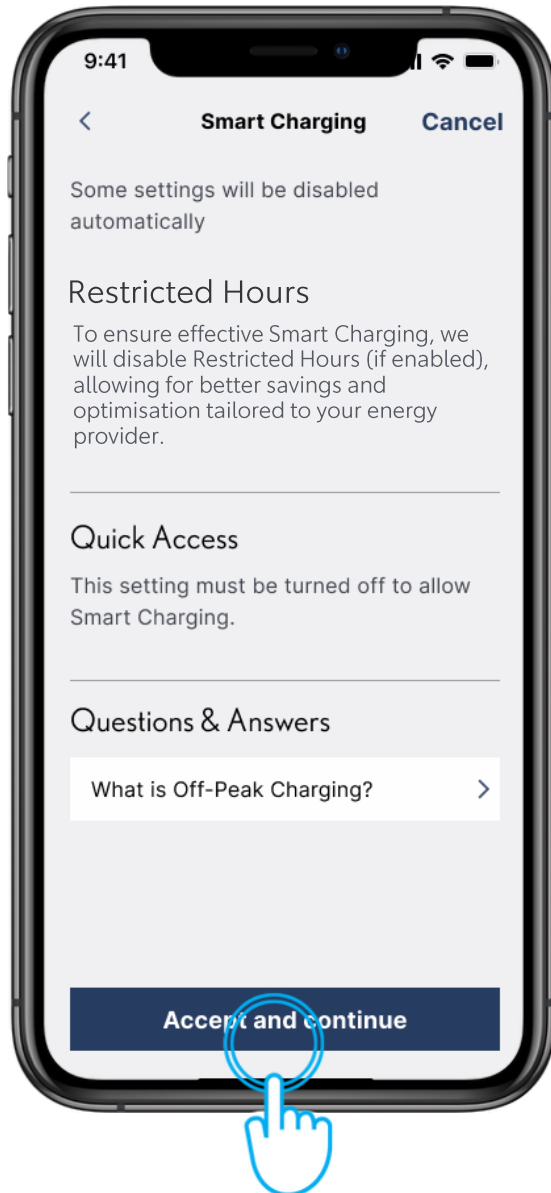 9:41
Smart Charging
Cancel
Some settings will be disabled
automatically
Restricted Hours
To ensure effective Smart Charging, we
will disable Restricted Hours (if enabled),
allowing for better savings and
optimisation tailored to your energy
provider.
Quick Access
This setting must be turned off to allow
Smart Charging.
Questions & Answers
What is Off-Peak Charging?
Accept and continue